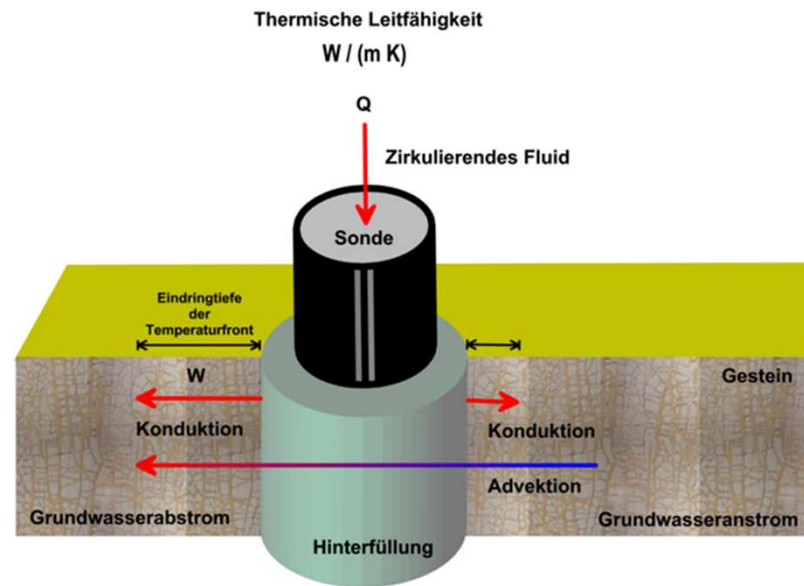 Thermische Leitfähigkeit
W / (m K)
Q
Zirkulierendes Fluid
Sonde
Eindringtiefe
der
Temperaturfront
W
Gestein
Konduktion
Konduktion
Advektion
Grundwasserabstrom
Grundwasseranstrom
Hinterfüllung